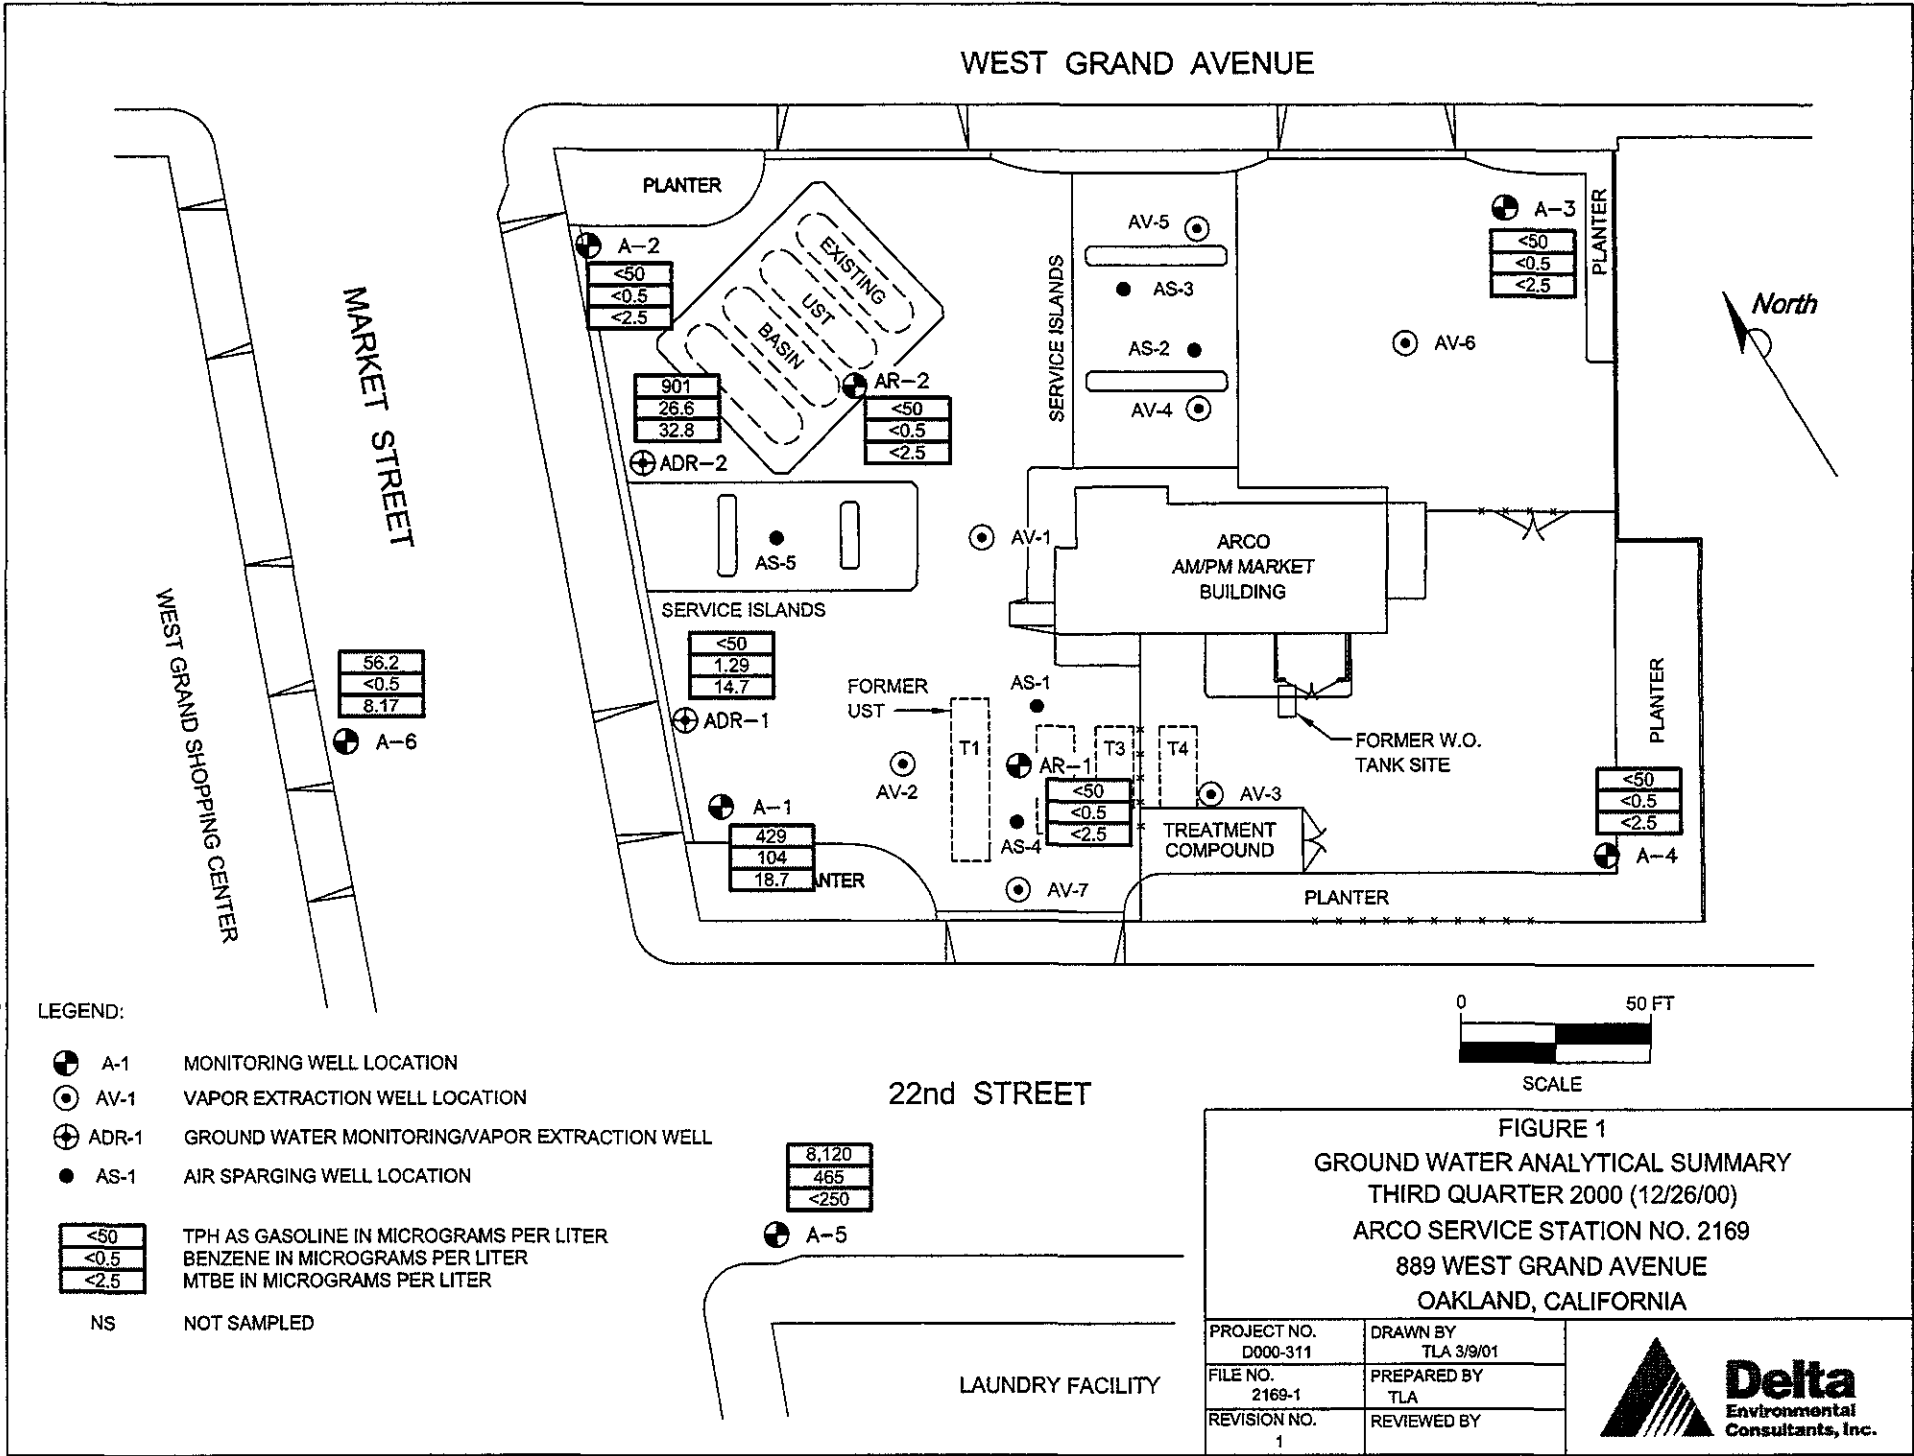 WEST GRAND AVENUE
PLANTER
A-2
<50
<0.5
<2.5
EXISTING
UST
BASIN
901
26.6
32.8
ADR-2
AR-2
<50
<0.5
<2.5
SERVICE ISLANDS
AV-5
AS-3
AS-2
AV-4
A-3
<50
<0.5
<2.5
PLANTER
AV-6
North
MARKET STREET
WEST GRAND SHOPPING CENTER
AS-5
SERVICE ISLANDS
AV-1
ARCO
AM/PM MARKET
BUILDING
56.2
<0.5
8.17
A-6
<50
1.29
14.7
ADR-1
FORMER
UST
AS-1
T1
T3
T4
AR-1
<50
<0.5
<2.5
AV-2
AS-4
AV-3
AV-7
A-1
429
104
18.7
ANTER
FORMER W.O.
TANK SITE
TREATMENT
COMPOUND
PLANTER
PLANTER
<50
<0.5
<2.5
A-4
0 50 FT
SCALE
22nd STREET
LEGEND:
A-1 MONITORING WELL LOCATION
AV-1 VAPOR EXTRACTION WELL LOCATION
ADR-1 GROUND WATER MONITORING/VAPOR EXTRACTION WELL
AS-1 AIR SPARGING WELL LOCATION
<50 TPH AS GASOLINE IN MICROGRAMS PER LITER
<0.5 BENZENE IN MICROGRAMS PER LITER
<2.5 MTBE IN MICROGRAMS PER LITER
NS NOT SAMPLED
8,120
465
<250
A-5
LAUNDRY FACILITY
FIGURE 1
GROUND WATER ANALYTICAL SUMMARY
THIRD QUARTER 2000 (12/26/00)
ARCO SERVICE STATION NO. 2169
889 WEST GRAND AVENUE
OAKLAND, CALIFORNIA
PROJECT NO.
D000-311
DRAWN BY
TLA 3/9/01
FILE NO.
2169-1
PREPARED BY
TLA
REVISION NO.
1
REVIEWED BY
Delta
Environmental
Consultants, Inc.